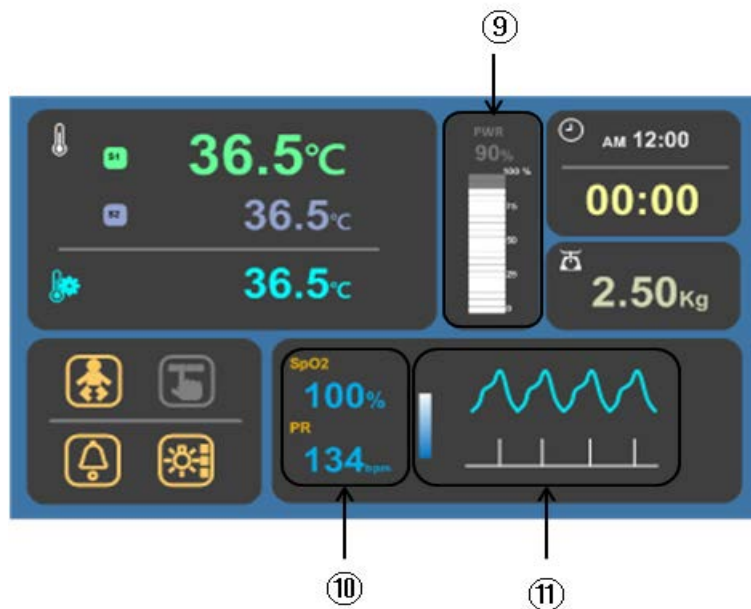 ⑨
S1
36.5℃
S2
36.5℃
36.5℃
PWR
90%
100 %
75
50
25
0
AM 12:00
00:00
2.50Kg
SpO2
100%
PR
134bpm
⑩
⑪